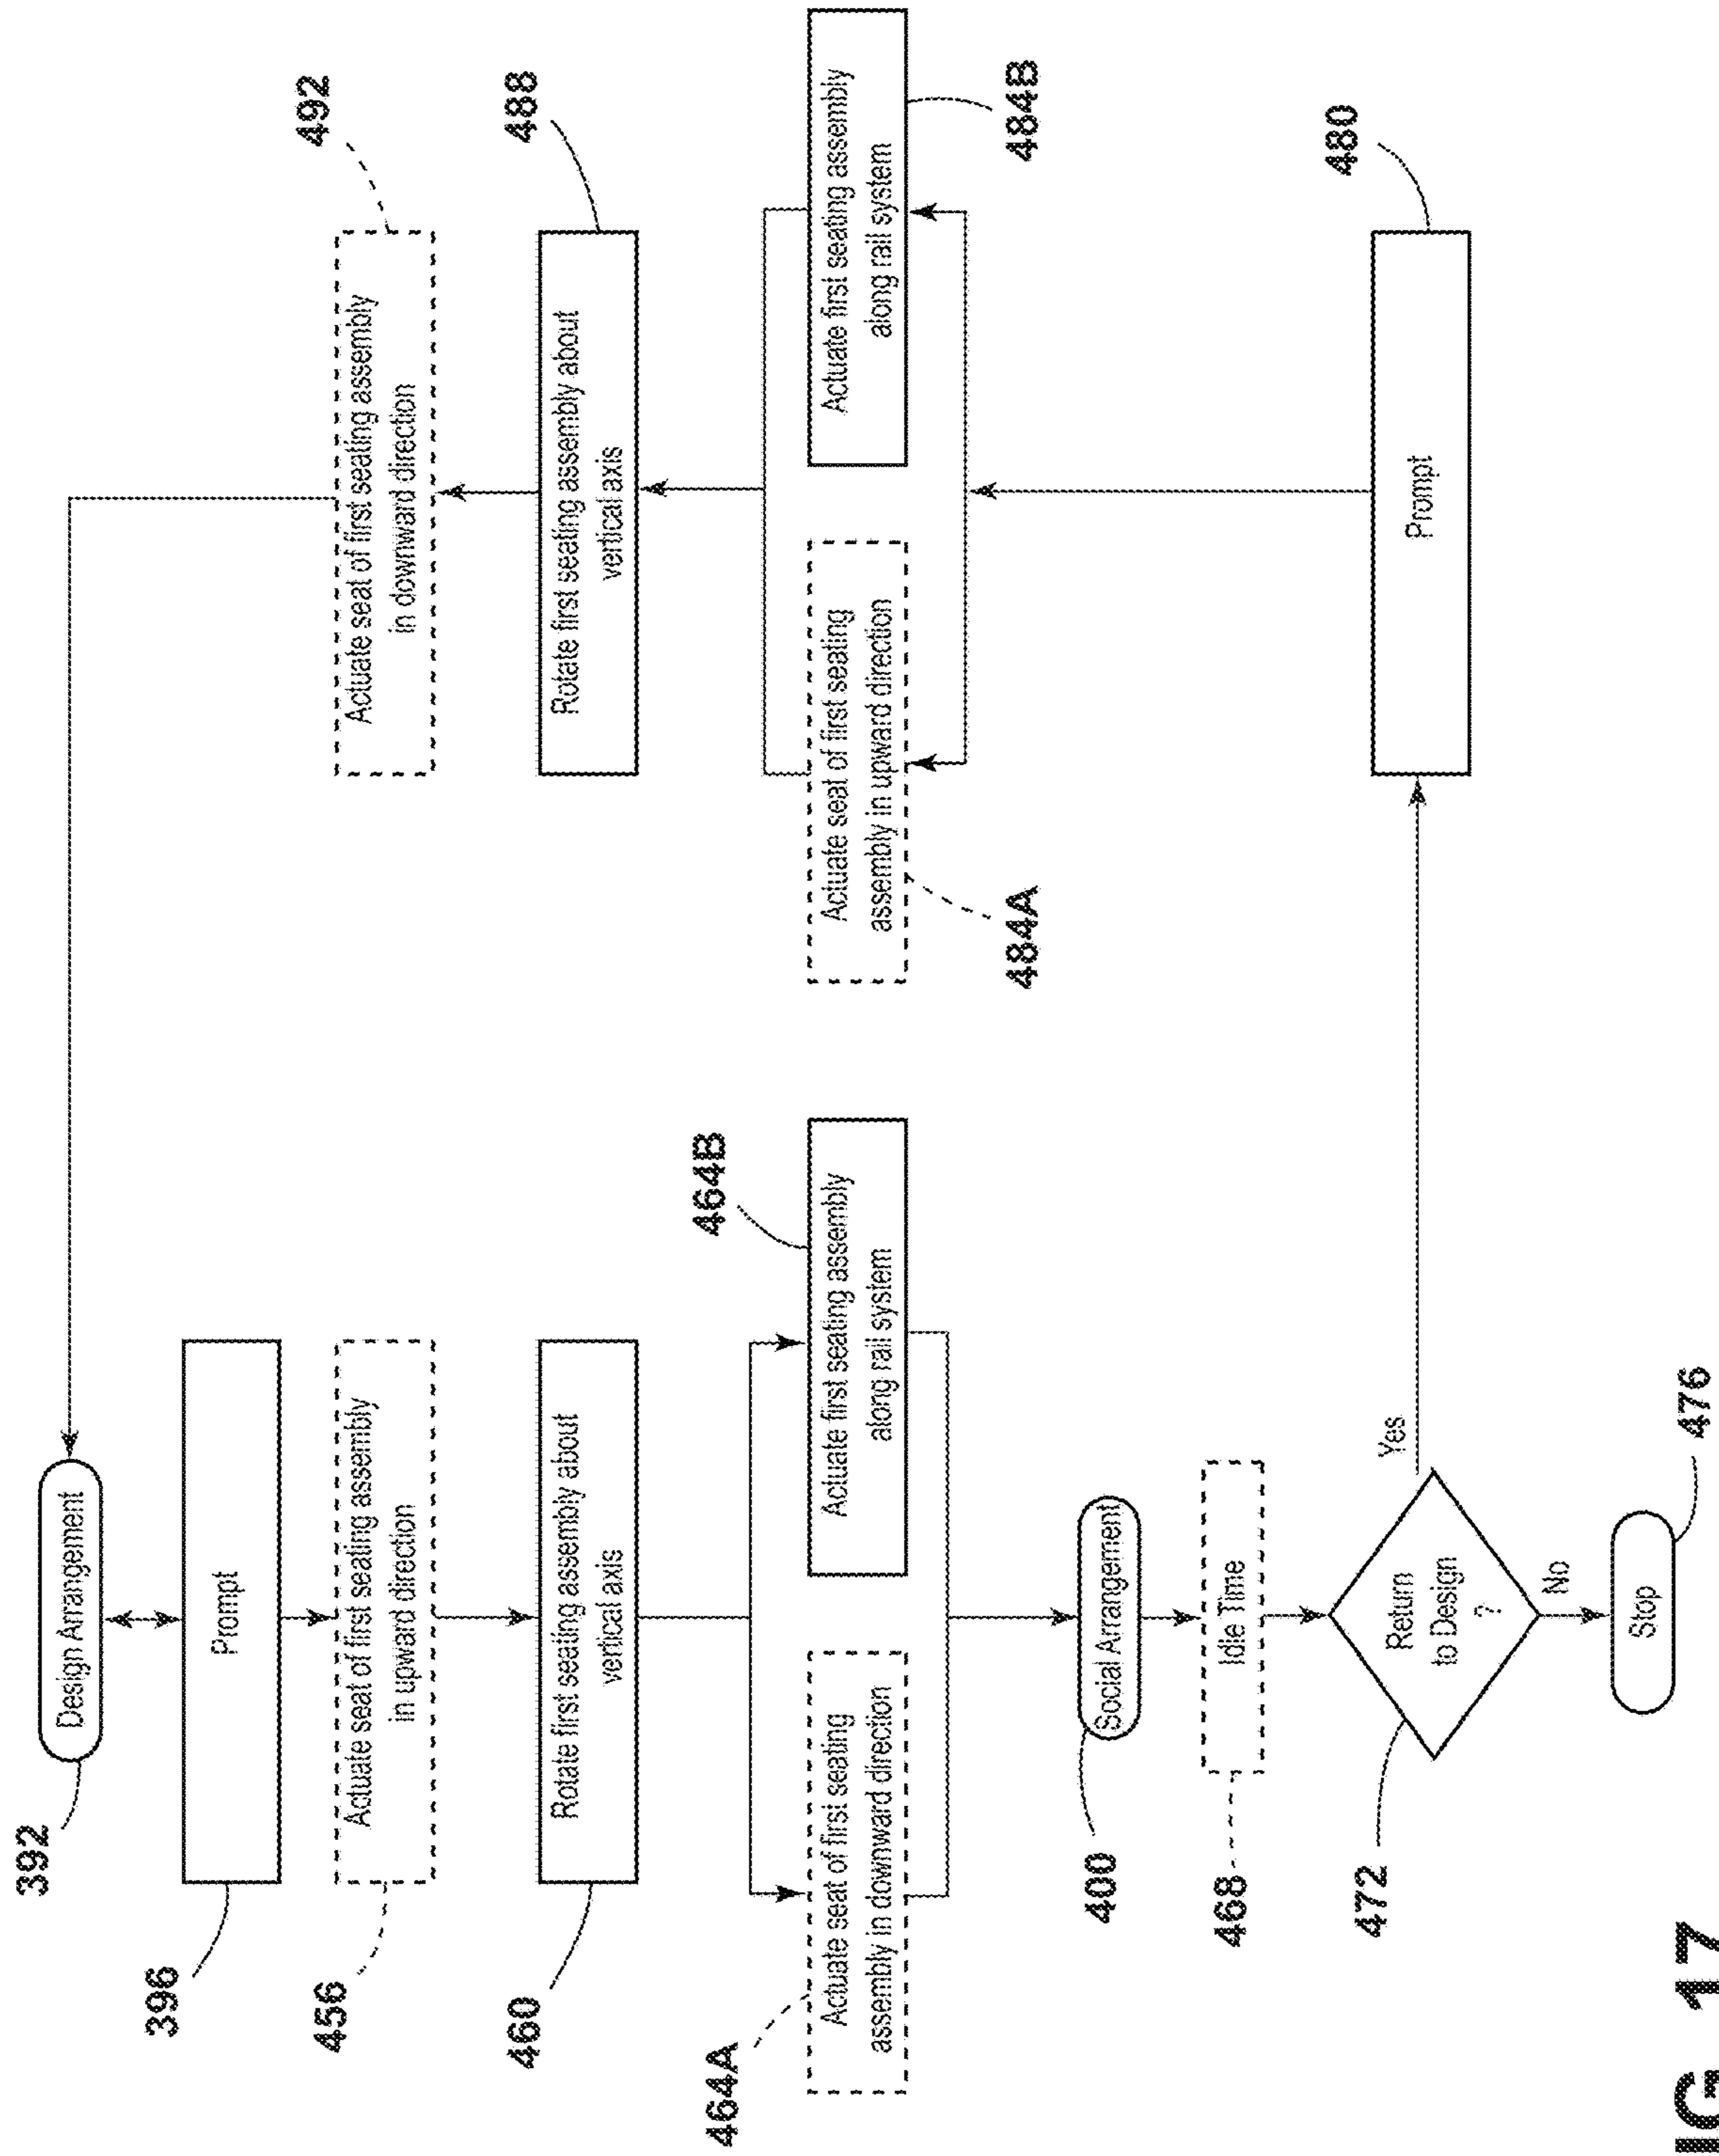 392
Design Arrangement
396
Prompt
456
Actuate seat of first seating assembly
in upward direction
460
Rotate first seating assembly about
vertical axis
464A
Actuate seat of first seating
assembly in downward direction
464B
Actuate first seating assembly
along rail system
400
Social Arrangement
468
Idle Time
472
Return
to Design
?
Yes
No
Stop
476
492
Actuate seat of first seating assembly
in downward direction
488
Rotate first seating assembly about
vertical axis
484A
Actuate seat of first seating
assembly in upward direction
484B
Actuate first seating assembly
along rail system
480
Prompt
IG. 17